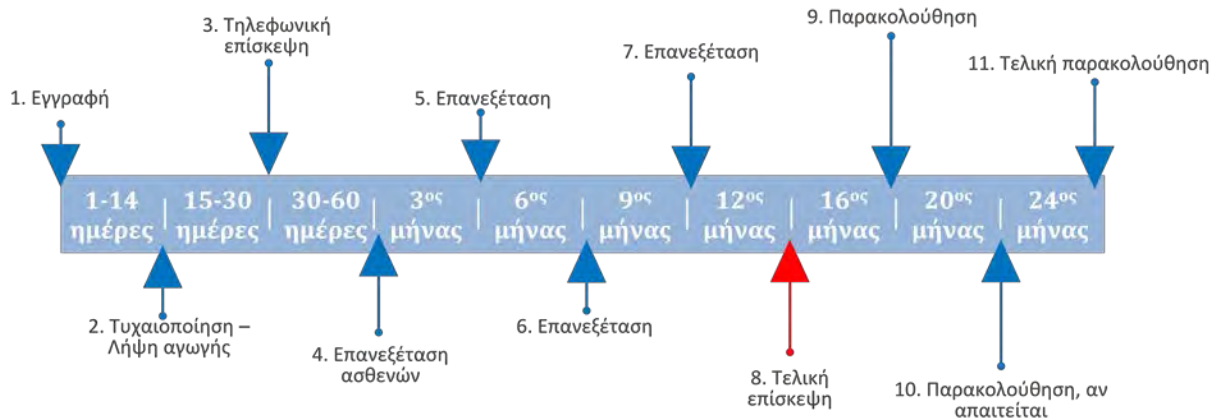 3. Τηλεφωνική
επίσκεψη
9. Παρακολούθηση
7. Επανεξέταση
11. Τελική παρακολούθηση
1. Εγγραφή
5. Επανεξέταση
1-14
ημέρες
15-30
ημέρες
30-60
ημέρες
3ος
μήνας
6ος
μήνας
9ος
μήνας
12ος
μήνας
16ος
μήνας
20ος
μήνας
24ος
μήνας
2. Τυχαιοποίηση –
Λήψη αγωγής
4. Επανεξέταση
ασθενών
6. Επανεξέταση
8. Τελική
επίσκεψη
10. Παρακολούθηση, αν
απαιτείται